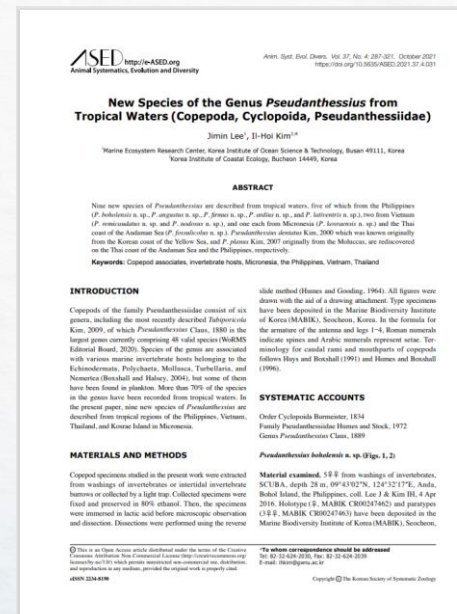 ASED http://e-ASED.org
Animal Systematics, Evolution and Diversity
Anim. Syst. Evol. Divers. Vol. 37, No. 4: 287-321, October 2021
https://doi.org/10.5635/ASED.2021.37.4.031
New Species of the Genus Pseudanthessius from
Tropical Waters (Copepoda, Cyclopoida, Pseudanthessiidae)
Jimin Lee¹, Il-Hoi Kim²,*
¹Marine Ecosystem Research Center, Korea Institute of Ocean Science & Technology, Busan 49111, Korea
²Korea Institute of Coastal Ecology, Bucheon 14449, Korea
ABSTRACT
Nine new species of Pseudanthessius are described from tropical waters, five of which from the Philippines
(P. boholensis n. sp., P. angustus n. sp., P. firmus n. sp., P. ardius n. sp., and P. lativentris n. sp.), two from Vietnam
(P. semicaudatus n. sp. and P. nodosus n. sp.), and one each from Micronesia (P. kosraensis n. sp.) and the Thai
coast of the Andaman Sea (P. fossulicolus n. sp.). Pseudanthessius dentatus Kim, 2000 which was known originally
from the Korean coast of the Yellow Sea, and P. planus Kim, 2007 originally from the Moluccas, are rediscovered
on the Thai coast of the Andaman Sea and the Philippines, respectively.
Keywords: Copepod associates, invertebrate hosts, Micronesia, the Philippines, Vietnam, Thailand
INTRODUCTION
Copepods of the family Pseudanthessiidae consist of six
genera, including the most recently described Tubiporicola
Kim, 2009, of which Pseudanthessius Claus, 1880 is the
largest genus currently comprising 48 valid species (WoRMS
Editorial Board, 2020). Species of the genus are associated
with various marine invertebrate hosts belonging to the
Echinodermata, Polychaeta, Mollusca, Turbellaria, and
Nemertea (Boxshall and Halsey, 2004), but some of them
have been found in plankton. More than 70% of the species
in the genus have been recorded from tropical waters. In
the present paper, nine new species of Pseudanthessius are
described from tropical regions of the Philippines, Vietnam,
Thailand, and Kosrae Island in Micronesia.
MATERIALS AND METHODS
Copepod specimens studied in the present work were extracted
from washings of invertebrates or intertidal invertebrate
burrows or collected by a light trap. Collected specimens were
fixed and preserved in 80% ethanol. Then, the specimens
were immersed in lactic acid before microscopic observation
and dissection. Dissections were performed using the reverse
slide method (Humes and Gooding, 1964). All figures were
drawn with the aid of a drawing attachment. Type specimens
have been deposited in the Marine Biodiversity Institute
of Korea (MABIK), Seocheon, Korea. In the formula for
the armature of the antenna and legs 1-4, Roman numerals
indicate spines and Arabic numerals represent setae. Ter-
minology for caudal rami and mouthparts of copepods
follows Huys and Boxshall (1991) and Humes and Boxshall
(1996).
SYSTEMATIC ACCOUNTS
Order Cyclopoida Burmeister, 1834
Family Pseudanthessiidae Humes and Stock, 1972
Genus Pseudanthessius Claus, 1889
Pseudanthessius boholensis n. sp. (Figs. 1, 2)
Material examined. 5♀♀ from washings of invertebrates,
SCUBA, depth 28 m, 09°43′02″N, 124°32′17″E, Anda,
Bohol Island, the Philippines, coll. Lee J & Kim IH, 4 Apr
2016. Holotype (♀, MABIK CR00247462) and paratypes
(3♀♀, MABIK CR00247463) have been deposited in the
Marine Biodiversity Institute of Korea (MABIK), Seocheon,
This is an Open Access article distributed under the terms of the Creative
Commons Attribution Non-Commercial License (http://creativecommons.org/
licenses/by-nc/3.0/) which permits unrestricted non-commercial use, distribution,
and reproduction in any medium, provided the original work is properly cited.
eISSN 2234-8190
*To whom correspondence should be addressed
Tel: 82-32-624-2030, Fax: 82-32-624-2039
E-mail: ihkim@gwnu.ac.kr
Copyright © The Korean Society of Systematic Zoology